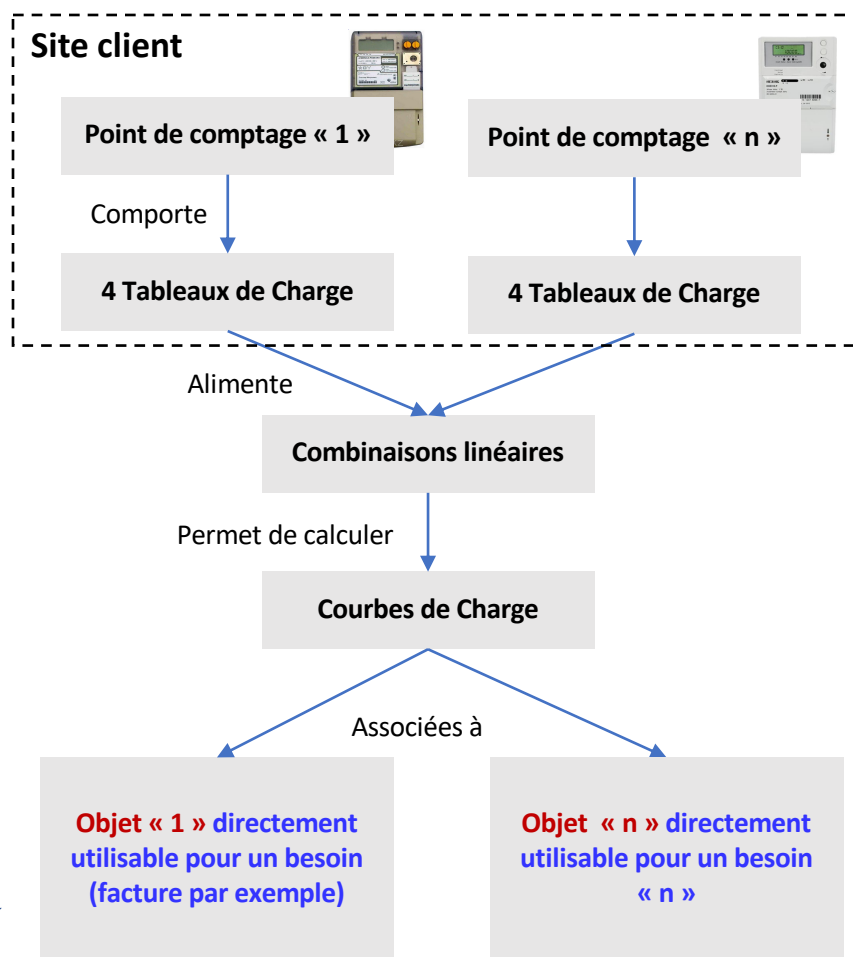 Site client
Point de comptage « 1 »
Point de comptage « n »
Comporte
4 Tableaux de Charge
4 Tableaux de Charge
Alimente
Combinaisons linéaires
Permet de calculer
Courbes de Charge
Associées à
Objet « 1 » directement
utilisable pour un besoin
(facture par exemple)
Objet « n » directement
utilisable pour un besoin
« n »